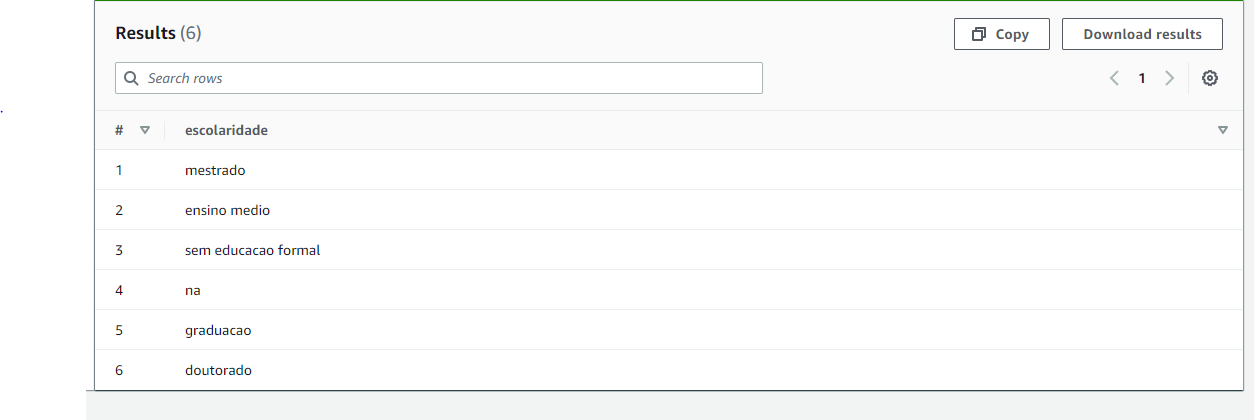 Results (6)
Copy
Download results
Search rows
1
# escolaridade
1 mestrado
2 ensino medio
3 sem educacao formal
4 na
5 graduacao
6 doutorado